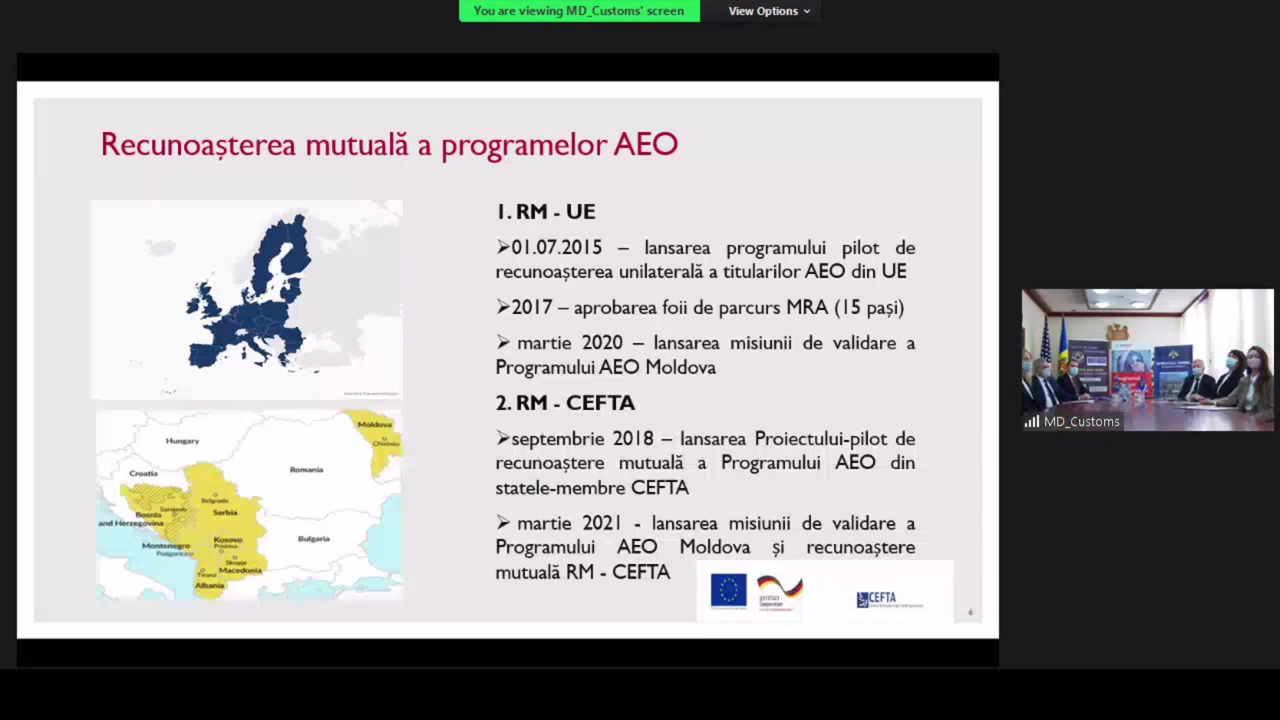 You are viewing MD_Customs' screen
View Options
Recunoașterea mutuală a programelor AEO
1. RM - UE
➢01.07.2015 – lansarea programului pilot de
recunoașterea unilaterală a titularilor AEO din UE
➢2017 – aprobarea foii de parcurs MRA (15 pași)
➢ martie 2020 – lansarea misiunii de validare a
Programului AEO Moldova
2. RM - CEFTA
➢septembrie 2018 – lansarea Proiectului-pilot de
recunoaștere mutuală a Programului AEO din
statele-membre CEFTA
➢ martie 2021 - lansarea misiunii de validare a
Programului AEO Moldova și recunoaștere
mutuală RM - CEFTA
Moldova
Chisinau
Hungary
Romania
Croatia
Belgrade
Bosnia
and Herzegovina
Sarajevo
Serbia
Montenegro
Podgorica
Kosovo
Pristina
Bulgaria
Skopje
Macedonia
Tirana
Albania
german
cooperation
CEFTA
6
MD_Customs